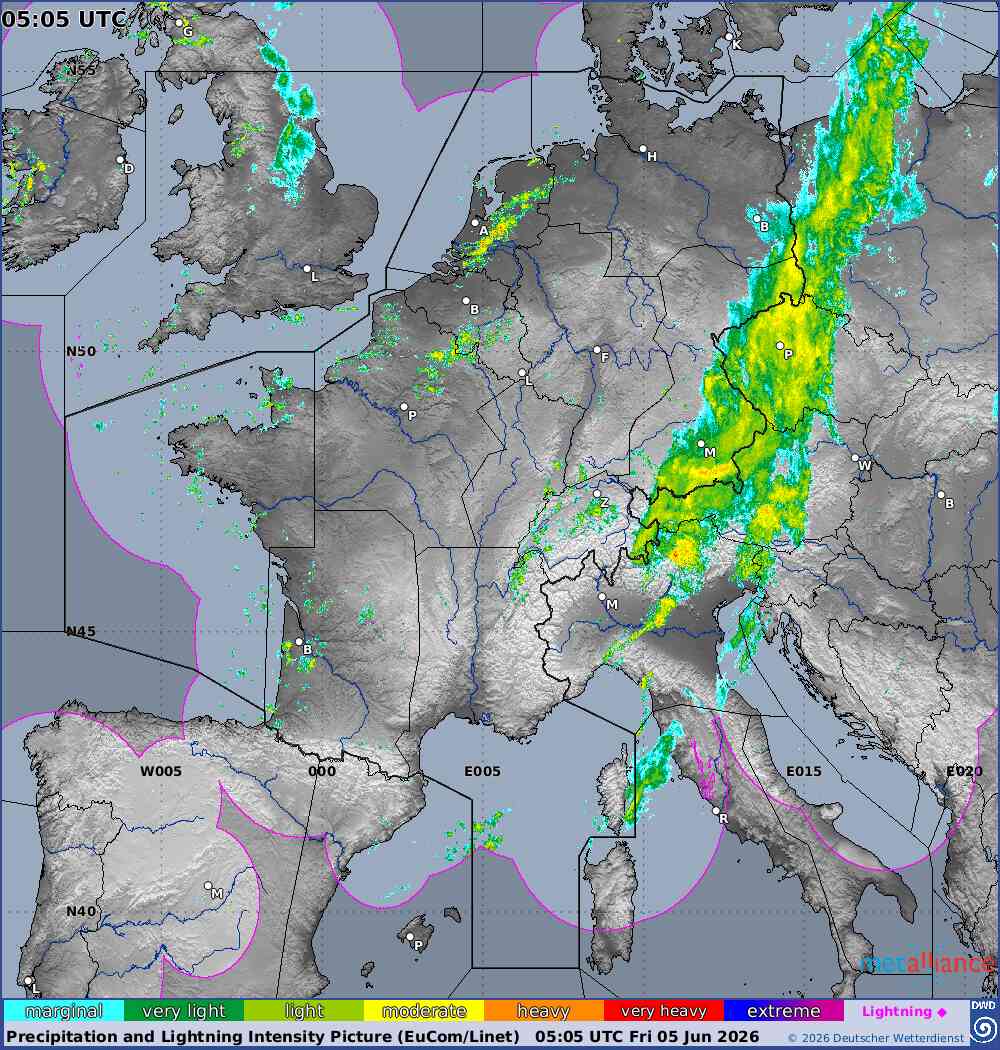 05:05 UTC
G
K
N55
D
H
A
B
L
B
N50
F
P
L
P
M
W
Z
B
M
N45
B
W005
000
E005
E015
E020
R
M
N40
P
L
metalliance
marginal very light light moderate heavy very heavy extreme Lightning ◆
DWD
Precipitation and Lightning Intensity Picture (EuCom/Linet) 05:05 UTC Fri 05 Jun 2026 © 2026 Deutscher Wetterdienst